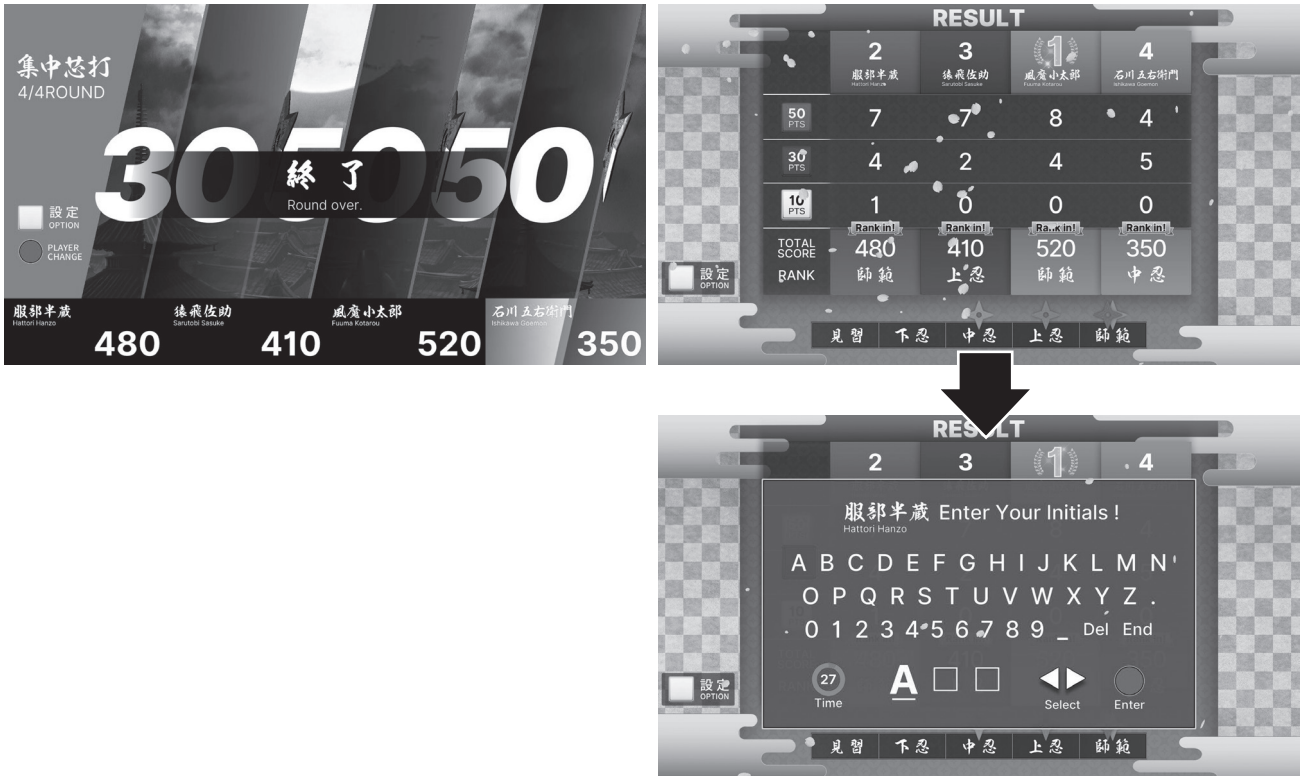 集中芯打
4/4ROUND
305050
終了
Round over.
設定
OPTION
PLAYER
CHANGE
服部半蔵
Hattori Hanzo
480
猿飛佐助
Sarutobi Sasuke
410
風魔小太郎
Fuuma Kotarou
520
石川五右衛門
Ishikawa Goemon
350
RESULT
2 3 1 4
服部半蔵 猿飛佐助 風魔小太郎 石川五右衛門
Hattori Hanzo Sarutobi Sasuke Fuuma Kotarou Ishikawa Goemon
50 PTS 7 7 8 4
30 PTS 4 2 4 5
10 PTS 1 0 0 0
Rank in! Rank in! Rank in! Rank in!
TOTAL SCORE 480 410 520 350
RANK 師範 上忍 師範 中忍
設定
OPTION
見習 下忍 中忍 上忍 師範
RESULT
2 3 1 4
服部半蔵 Enter Your Initials !
Hattori Hanzo
A B C D E F G H I J K L M N
O P Q R S T U V W X Y Z .
0 1 2 3 4 5 6 7 8 9 _ Del End
27
Time
A
Select
Enter
設定
OPTION
見習 下忍 中忍 上忍 師範